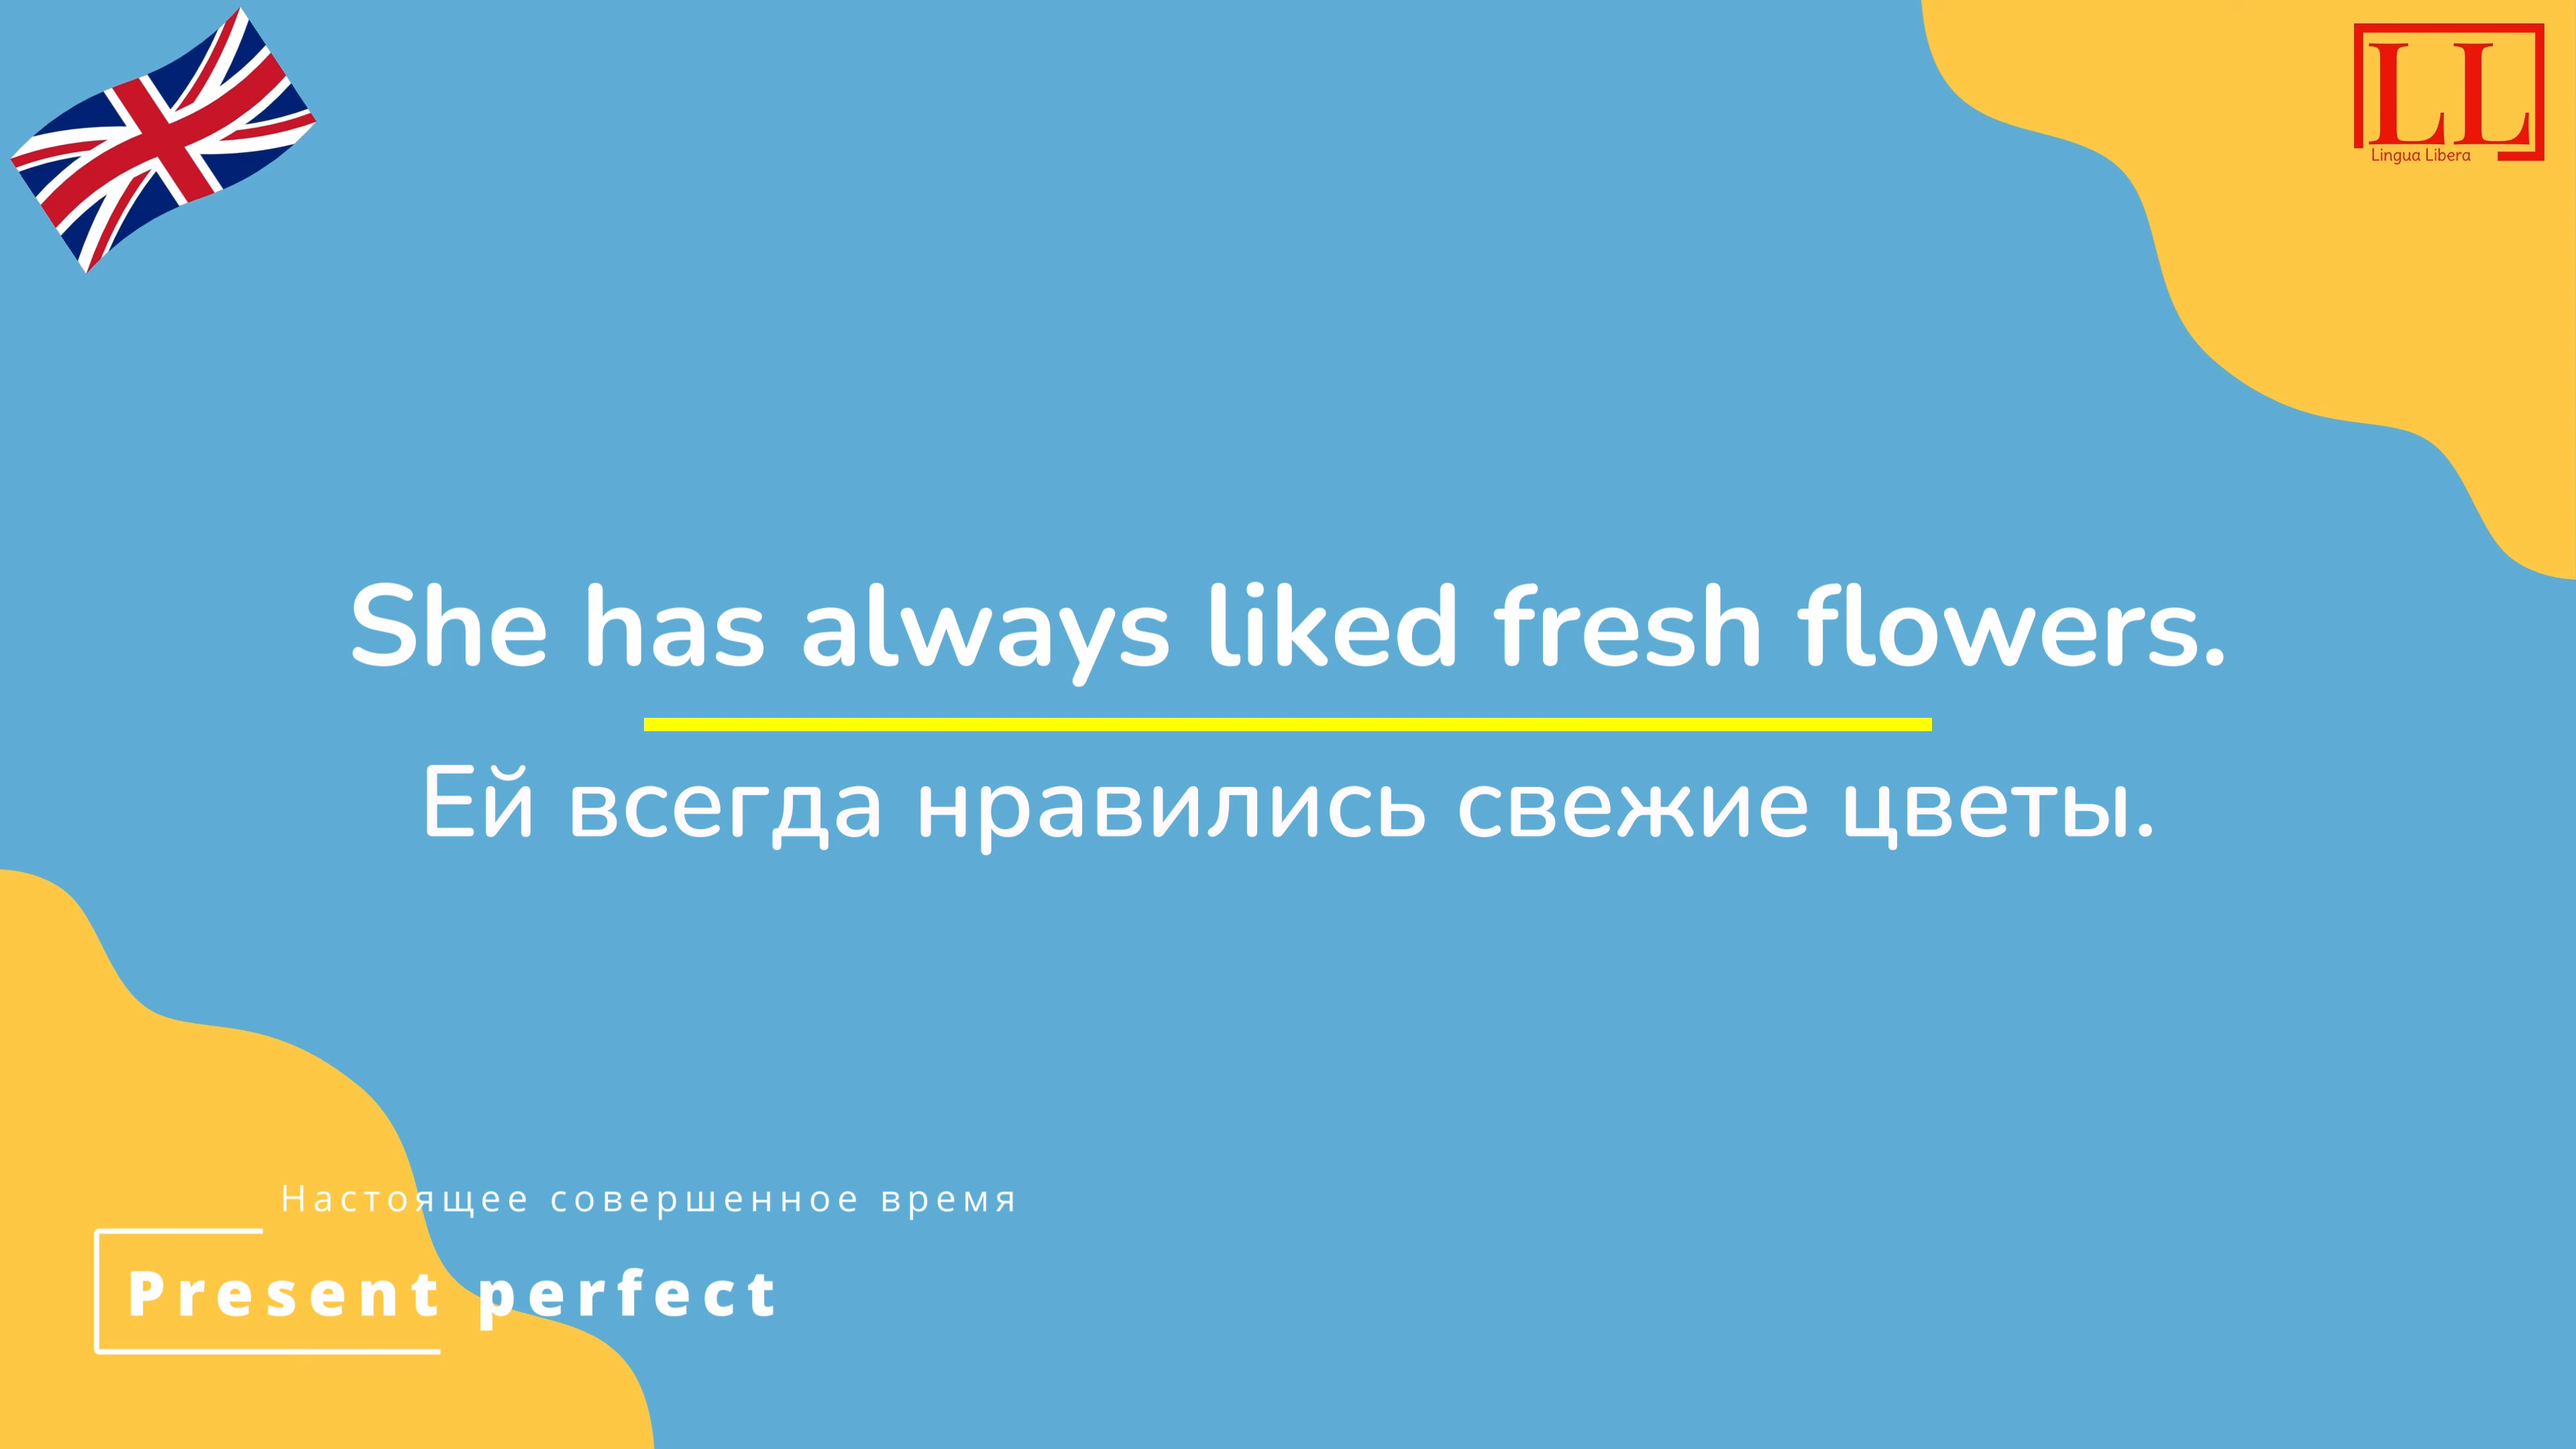 LL
Lingua Libera
She has always liked fresh flowers.
Ей всегда нравились свежие цветы.
Настоящее совершенное время
Present perfect